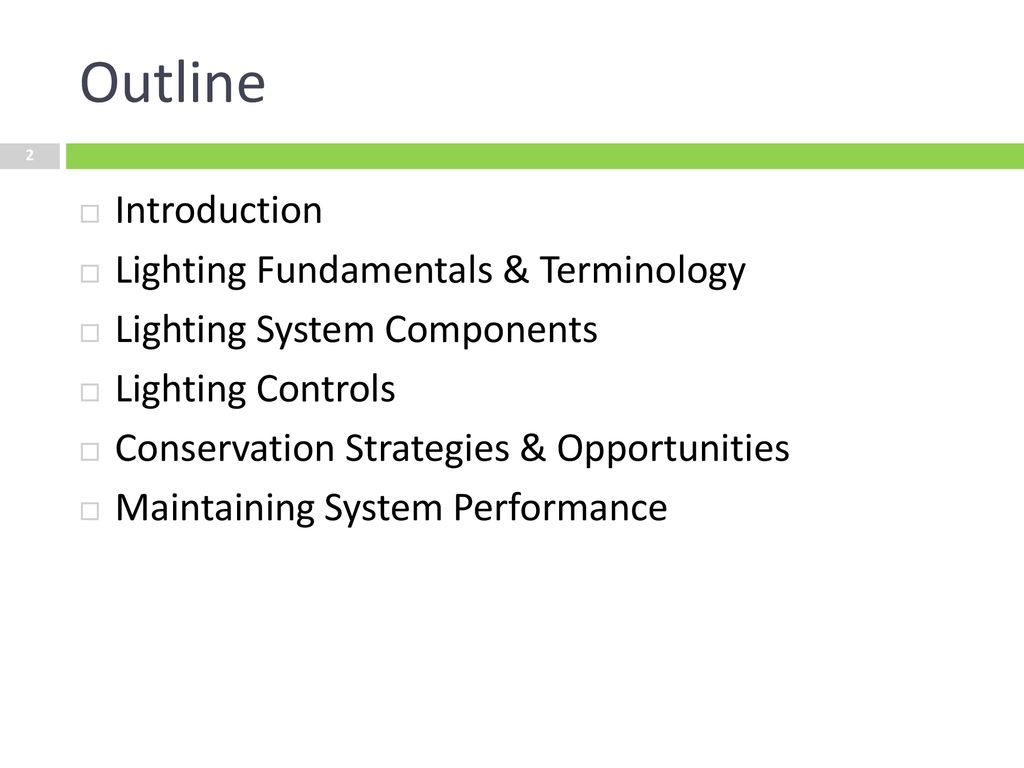 Outline
2
Introduction
Lighting Fundamentals & Terminology
Lighting System Components
Lighting Controls
Conservation Strategies & Opportunities
Maintaining System Performance